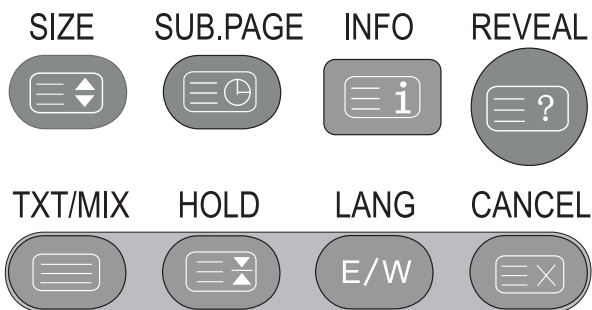 SIZE SUB.PAGE INFO REVEAL
i ?
TXT/MIX HOLD LANG CANCEL
E/W